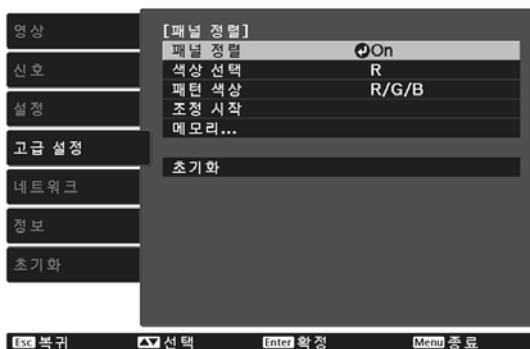 영상
신호
설정
고급 설정
네트워크
정보
초기화
[패널 정렬]
패널 정렬 On
색상 선택 R
패턴 색상 R/G/B
조정 시작
메모리...
초기화
Esc 복귀 선택 Enter 확정 Menu 종료